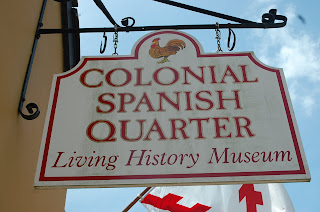 COLONIAL
SPANISH
QUARTER
Living History Museum